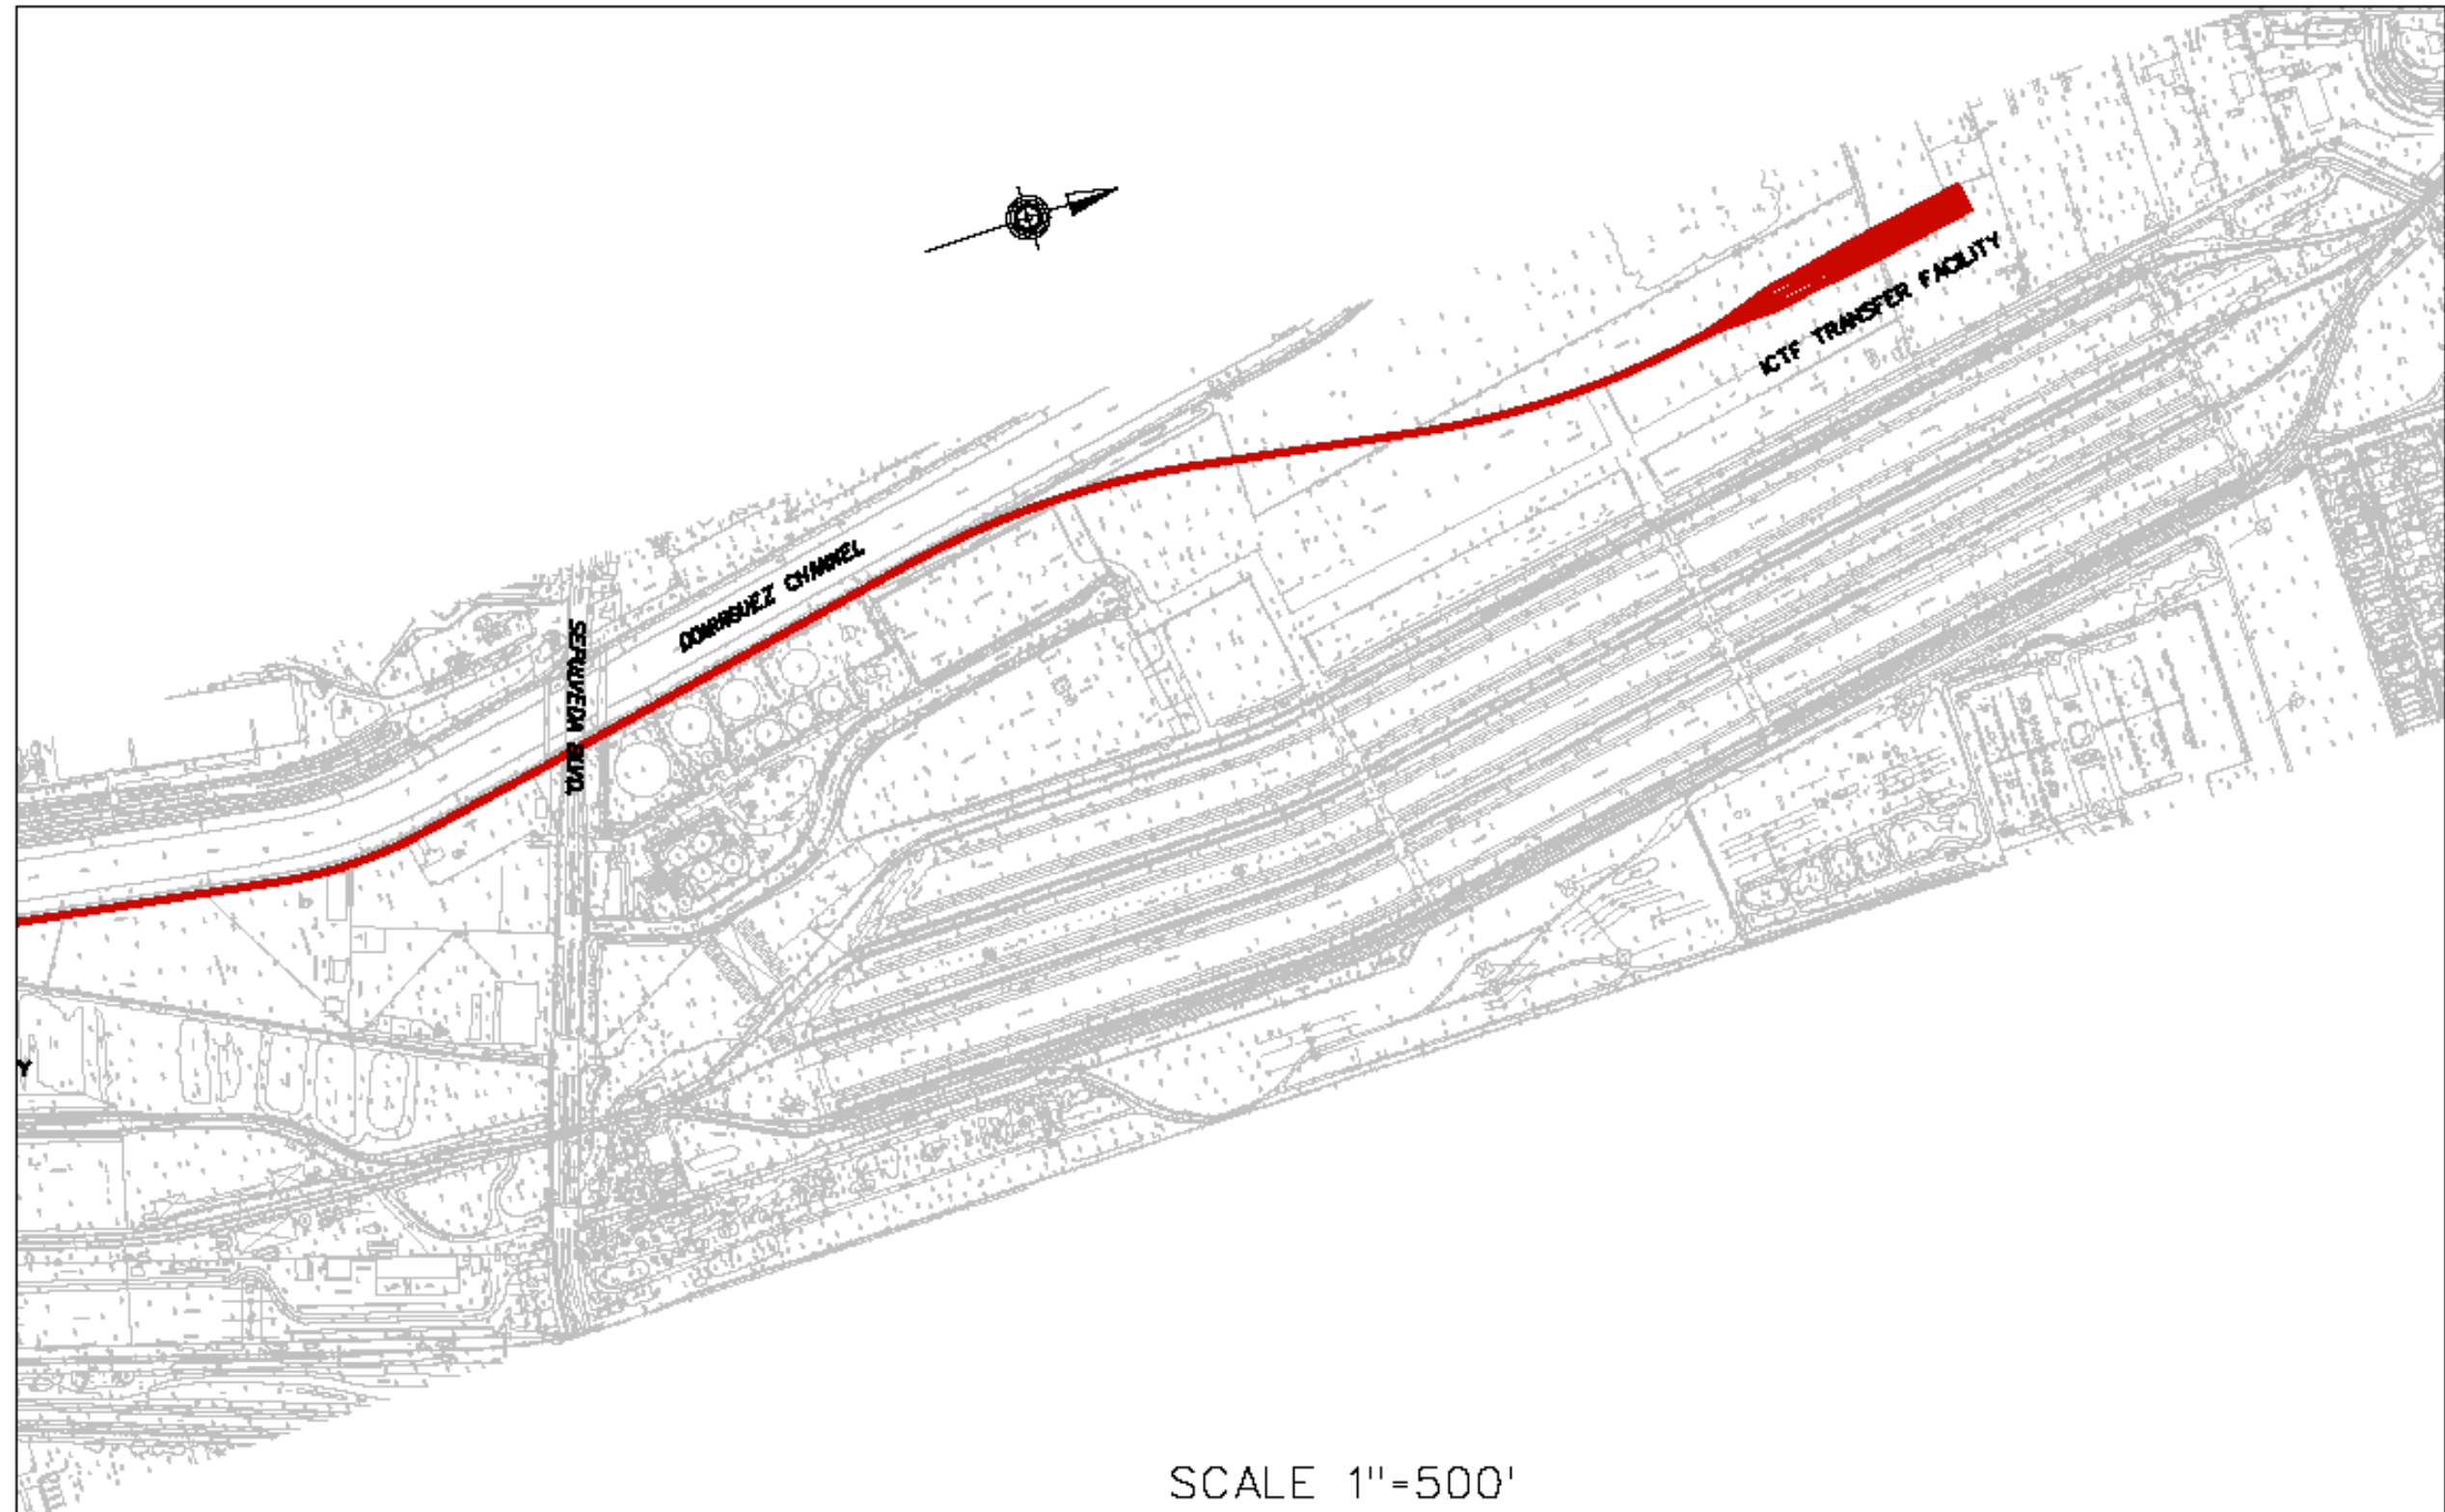 ICTF TRANSFER FACILITY
DOMINGUEZ CHANNEL
SEPULVEDA BLVD.
Y
SCALE 1"=500'